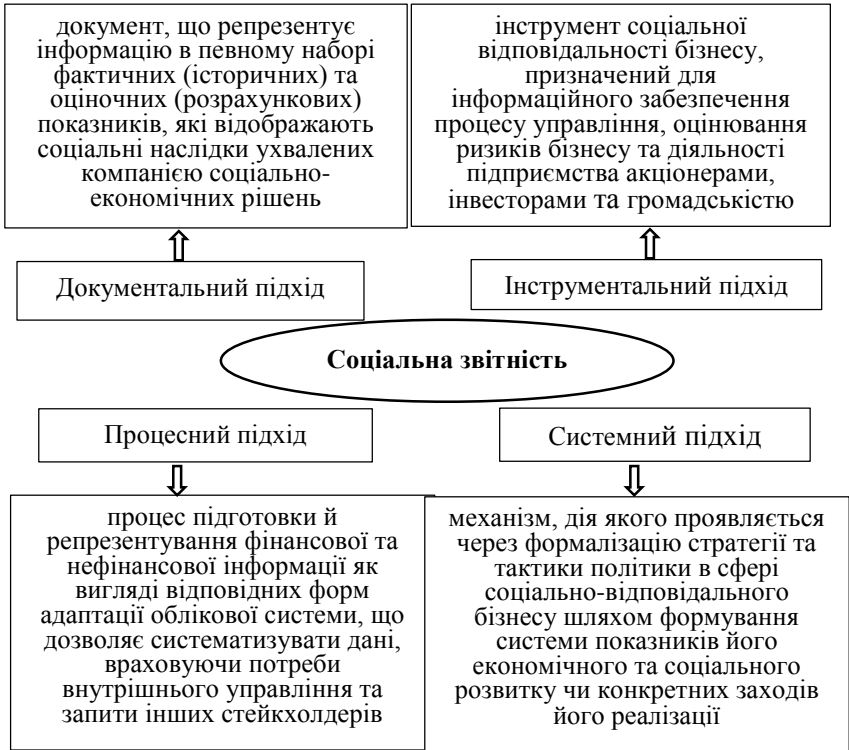 документ, що репрезентує
інформацію в певному наборі
фактичних (історичних) та
оціночних (розрахункових)
показників, які відображають
соціальні наслідки ухвалених
компанією соціально-
економічних рішень
інструмент соціальної
відповідальності бізнесу,
призначений для
інформаційного забезпечення
процесу управління, оцінювання
ризиків бізнесу та діяльності
підприємства акціонерами,
інвесторами та громадськістю
Документальний підхід
Інструментальний підхід
Соціальна звітність
Процесний підхід
Системний підхід
процес підготовки й
репрезентування фінансової та
нефінансової інформації як
вигляді відповідних форм
адаптації облікової системи, що
дозволяє систематизувати дані,
враховуючи потреби
внутрішнього управління та
запити інших стейкхолдерів
механізм, дія якого проявляється
через формалізацію стратегії та
тактики політики в сфері
соціально-відповідального
бізнесу шляхом формування
системи показників його
економічного та соціального
розвитку чи конкретних заходів
його реалізації